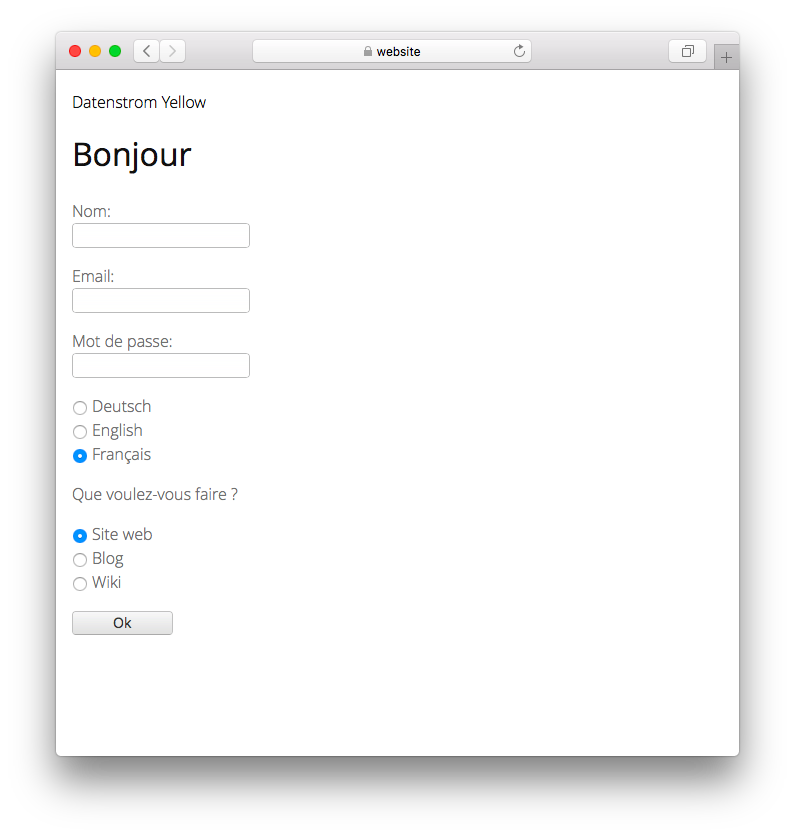 website
Datenstrom Yellow
Bonjour
Nom:
Email:
Mot de passe:
Deutsch
English
Français
Que voulez-vous faire ?
Site web
Blog
Wiki
Ok